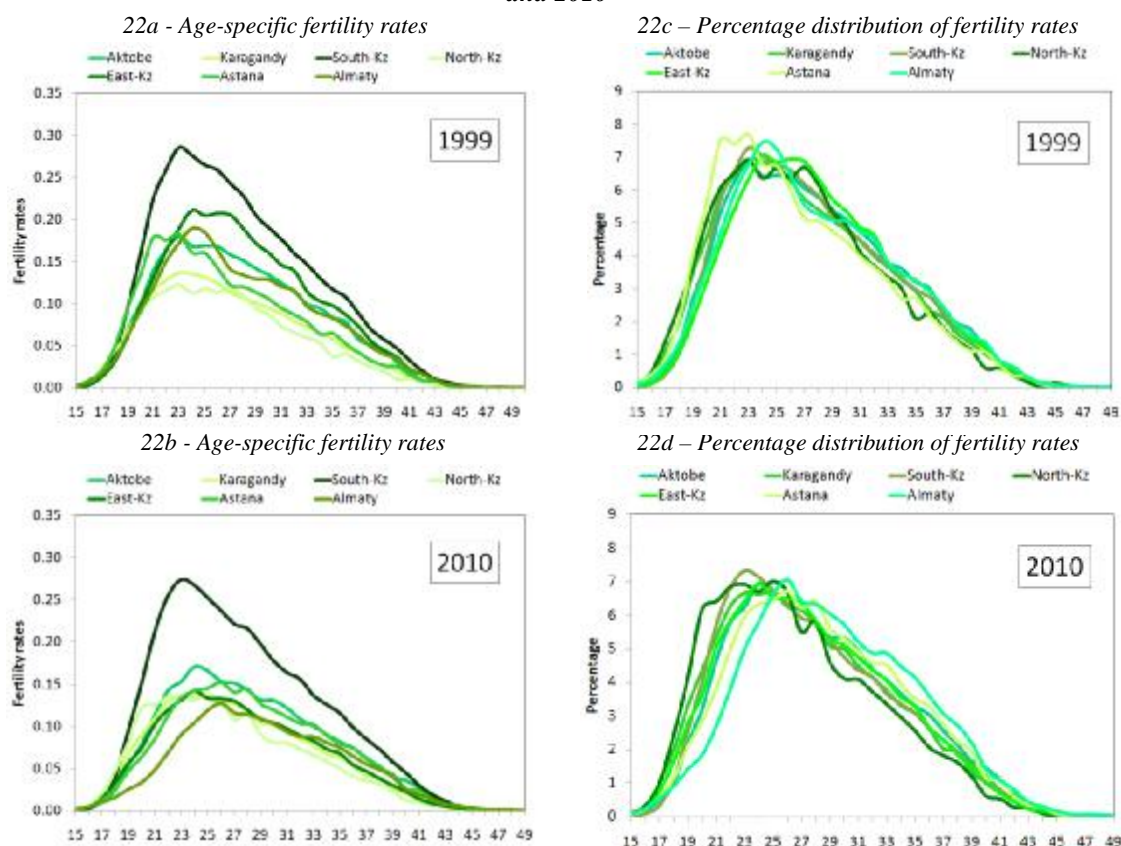 and 2010
22a - Age-specific fertility rates
Aktobe Karagandy South-Kz North-Kz
East-Kz Astana Almaty
0.35
0.30
0.25
0.20
0.15
0.10
0.05
0.00
Fertility rates
1999
15 17 19 21 23 25 27 29 31 33 35 37 39 41 43 45 47 49
22c – Percentage distribution of fertility rates
Aktobe Karagandy South-Kz North-Kz
East-Kz Astana Almaty
9
8
7
6
5
4
3
2
1
0
Percentage
1999
15 17 19 21 23 25 27 29 31 33 35 37 39 41 43 45 47 49
22b - Age-specific fertility rates
Aktobe Karagandy South-Kz North-Kz
East-Kz Astana Almaty
0.35
0.30
0.25
0.20
0.15
0.10
0.05
0.00
Fertility rates
2010
15 17 19 21 23 25 27 29 31 33 35 37 39 41 43 45 47 49
22d – Percentage distribution of fertility rates
Aktobe Karagandy South-Kz North-Kz
East-Kz Astana Almaty
9
8
7
6
5
4
3
2
1
0
Percentage
2010
15 17 19 21 23 25 27 29 31 33 35 37 39 41 43 45 47 49